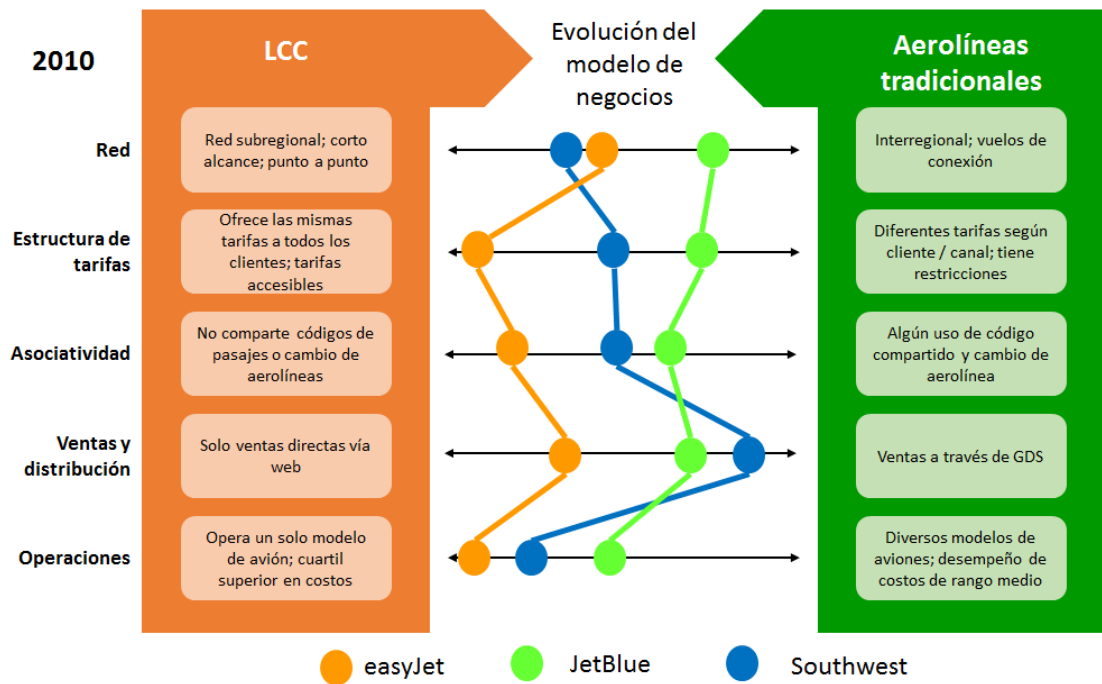 2010
LCC
Evolución del
modelo de
negocios
Aerolíneas
tradicionales
Red
Red subregional; corto
alcance; punto a punto
Interregional; vuelos de
conexión
Estructura de
tarifas
Ofrece las mismas
tarifas a todos los
clientes; tarifas
accesibles
Diferentes tarifas según
cliente / canal; tiene
restricciones
Asociatividad
No comparte códigos de
pasajes o cambio de
aerolíneas
Algún uso de código
compartido y cambio de
aerolínea
Ventas y
distribución
Solo ventas directas vía
web
Ventas a través de GDS
Operaciones
Opera un solo modelo
de avión; cuartil
superior en costos
Diversos modelos de
aviones; desempeño de
costos de rango medio
easyJet
JetBlue
Southwest